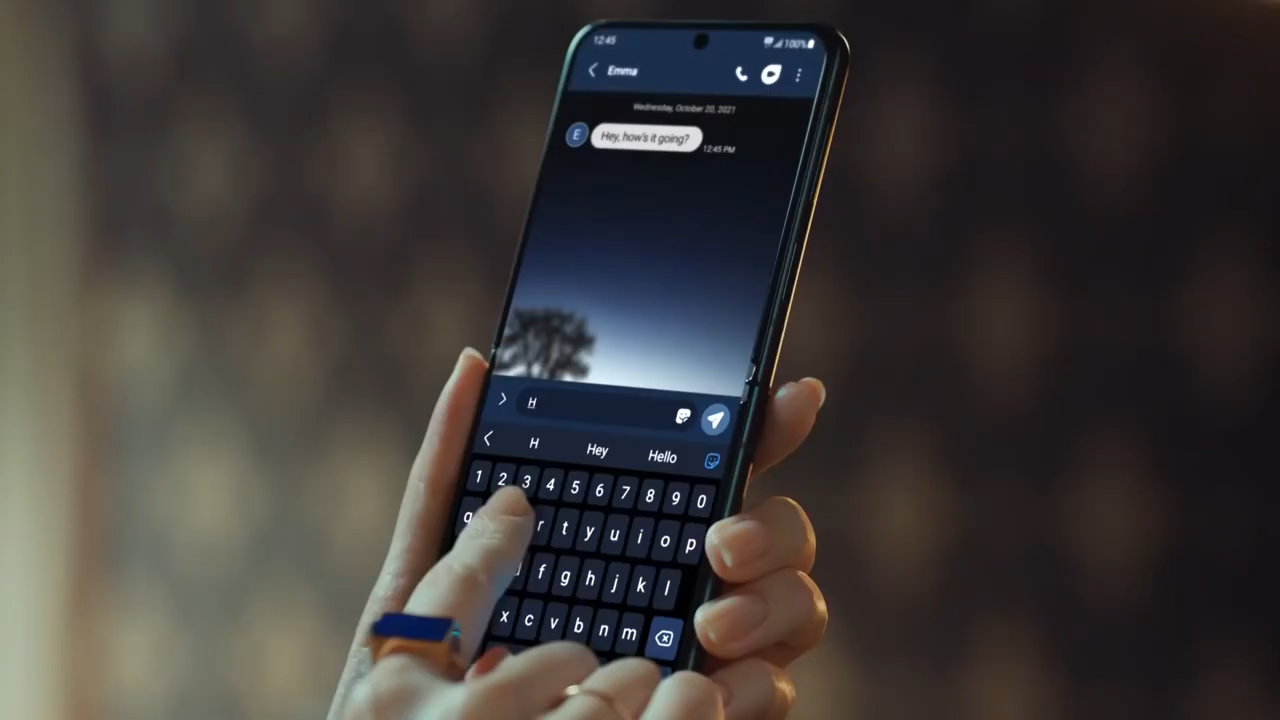 12:45 100%
Emma
Wednesday, October 20, 2021
E Hey, how's it going? 12:45 PM
H
H Hey Hello
1 2 3 4 5 6 7 8 9 0
q r t y u i o p
f g h j k l
x c v b n m